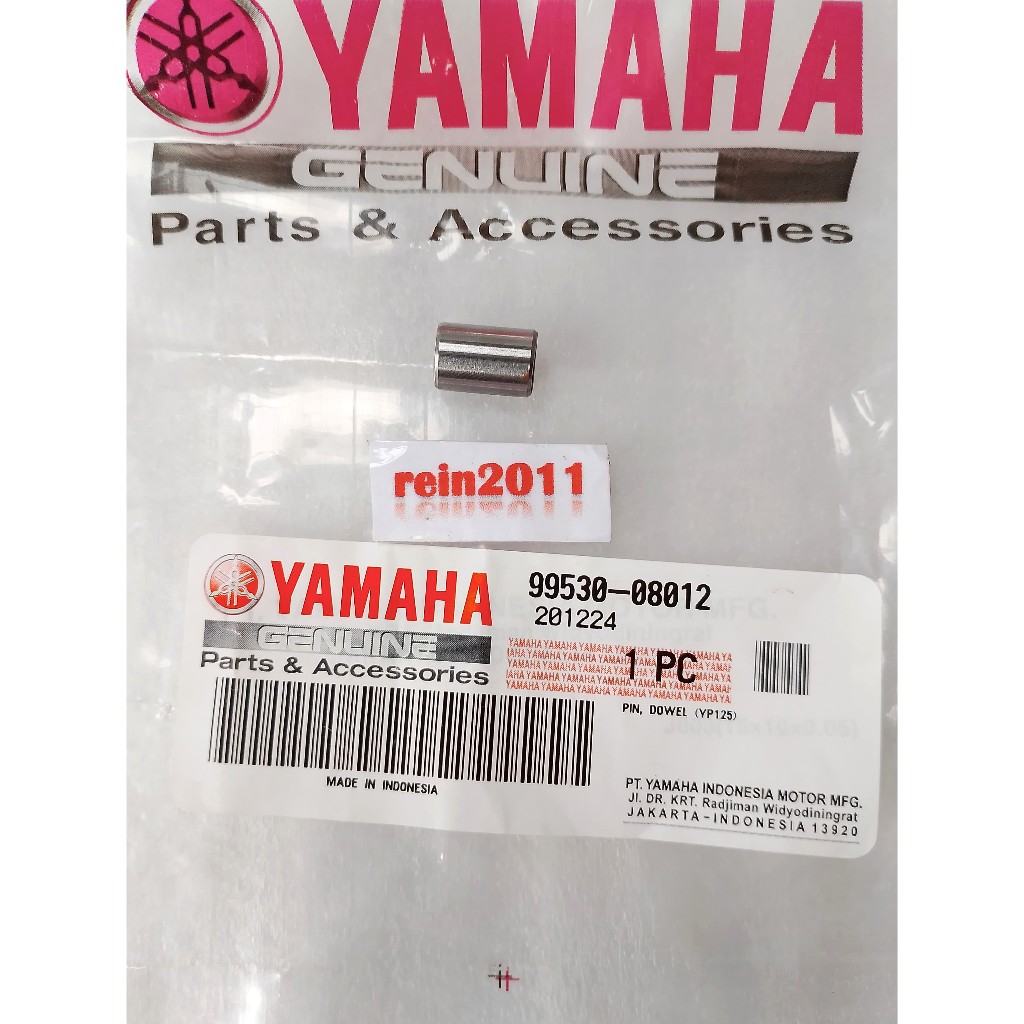 YAMAHA
GENUINE
Parts & Accessories
rein2011
YAMAHA
GENUINE
Parts & Accessories
99530-08012
201224
1 PC
PIN, DOWEL (YP125)
MADE IN INDONESIA
PT. YAMAHA INDONESIA MOTOR MFG.
Jl. DR. KRT. Radjiman Widyodiningrat
JAKARTA-INDONESIA 13920